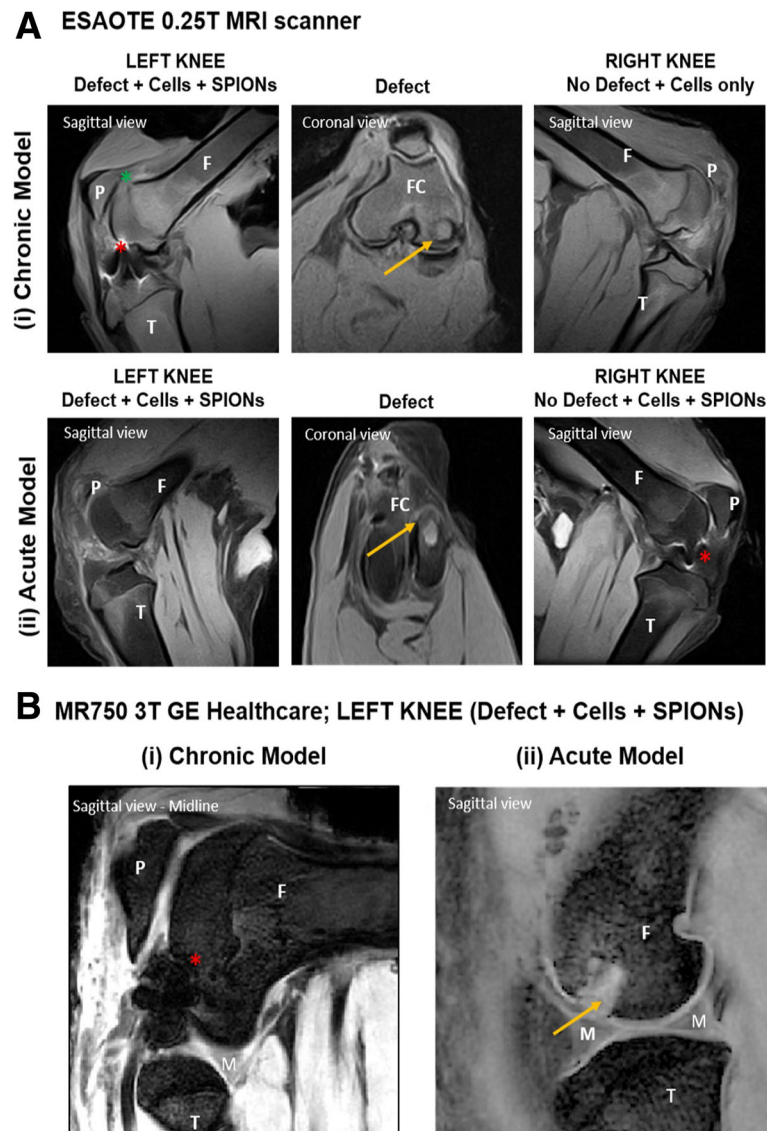 A ESAOTE 0.25T MRI scanner
LEFT KNEE
Defect + Cells + SPIONs
Defect
RIGHT KNEE
No Defect + Cells only
(i) Chronic Model
Sagittal view
P
*
F
*
T
Coronal view
FC
Sagittal view
F
P
T
LEFT KNEE
Defect + Cells + SPIONs
Defect
RIGHT KNEE
No Defect + Cells + SPIONs
(ii) Acute Model
Sagittal view
P
F
T
Coronal view
FC
Sagittal view
F
P
*
T
B MR750 3T GE Healthcare; LEFT KNEE (Defect + Cells + SPIONs)
(i) Chronic Model
(ii) Acute Model
Sagittal view - Midline
P
F
*
M
T
Sagittal view
F
M
M
T